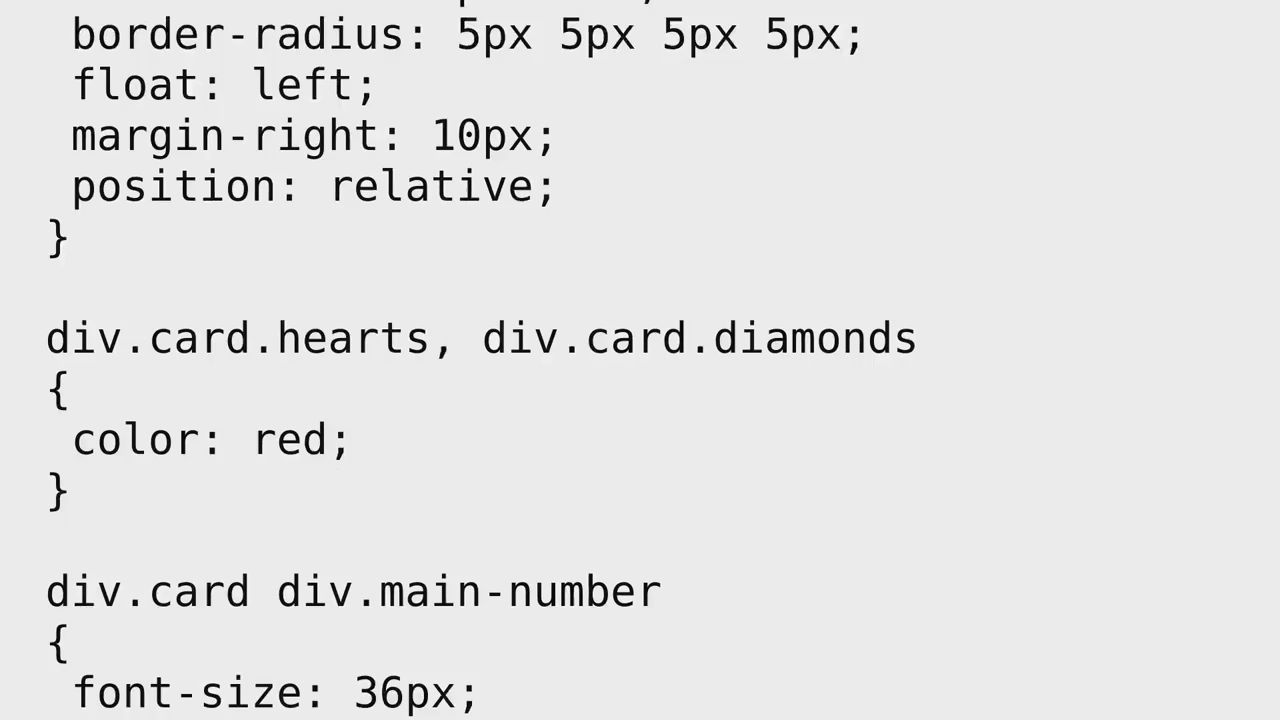 border-radius: 5px 5px 5px 5px;
float: left;
margin-right: 10px;
position: relative;
}
div.card.hearts, div.card.diamonds
{
color: red;
}
div.card div.main-number
{
font-size: 36px;